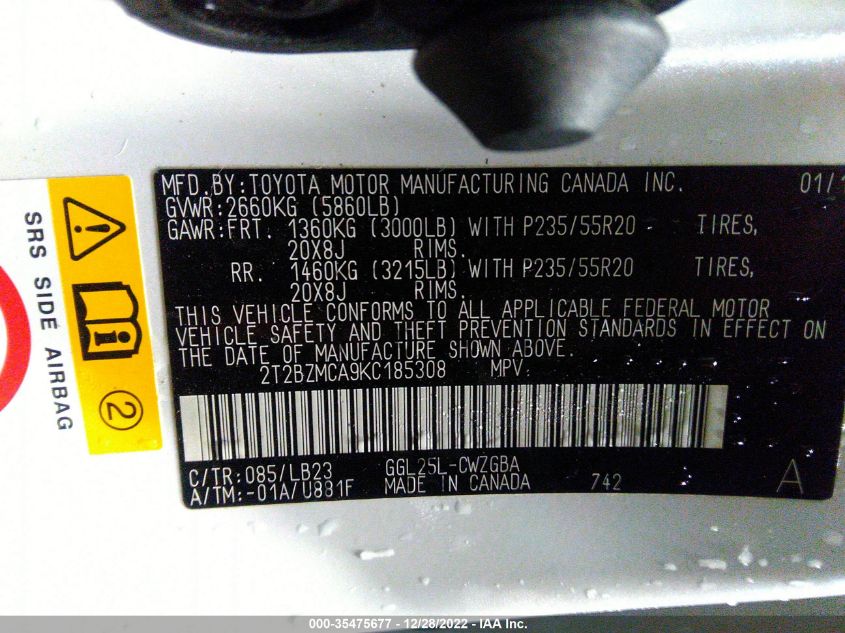 MFD.BY:TOYOTA MOTOR MANUFACTURING CANADA INC. 01/1
GVWR:2660KG (5860LB)
GAWR:FRT. 1360KG (3000LB) WITH P235/55R20 TIRES,
20X8J RIMS.
RR. 1460KG (3215LB) WITH P235/55R20 TIRES,
20X8J RIMS.
THIS VEHICLE CONFORMS TO ALL APPLICABLE FEDERAL MOTOR
VEHICLE SAFETY AND THEFT PREVENTION STANDARDS IN EFFECT ON
THE DATE OF MANUFACTURE SHOWN ABOVE.
2T2BZMCA9KC185308 MPV
C/TR:085/LB23 GGL25L-CWZGBA
A/TM:-01A/U881F MADE IN CANADA 742 A
SRS SIDE AIRBAG
i
2
000-35475677 - 12/28/2022 - IAA Inc.